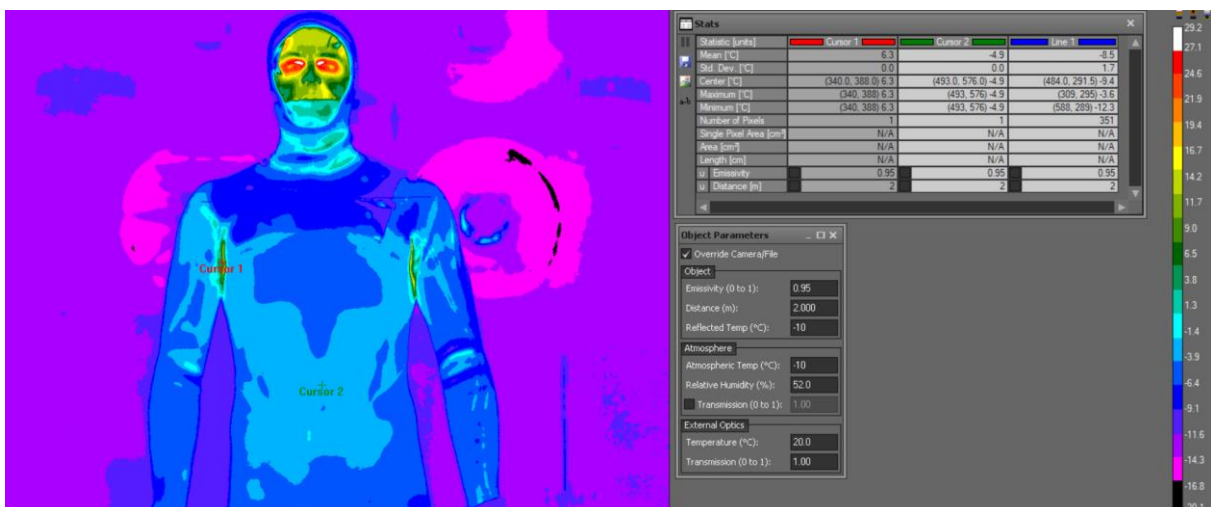 Cursor 1
Cursor 2
Stats
Statistic [units] Cursor 1 Cursor 2 Line 1
Mean [°C] 6.3 -4.9 -8.5
Std. Dev. [°C] 0.0 0.0 1.7
Center [°C] (340.0, 388.0) 6.3 (493.0, 576.0) -4.9 (484.0, 291.5) -9.4
Maximum [°C] (340, 388) 6.3 (493, 576) -4.9 (309, 295) -3.6
Minimum [°C] (340, 388) 6.3 (493, 576) -4.9 (588, 289) -12.3
Number of Pixels 1 1 351
Single Pixel Area [cm²] N/A N/A N/A
Area [cm²] N/A N/A N/A
Length [cm] N/A N/A N/A
u Emissivity 0.95 0.95 0.95
u Distance [m] 2 2 2
Object Parameters
Override Camera/File
Object
Emissivity (0 to 1): 0.95
Distance (m): 2.000
Reflected Temp (°C): -10
Atmosphere
Atmospheric Temp (°C): -10
Relative Humidity (%): 52.0
Transmission (0 to 1): 1.00
External Optics
Temperature (°C): 20.0
Transmission (0 to 1): 1.00
29.2
27.1
24.6
21.9
19.4
16.7
14.2
11.7
9.0
6.5
3.8
1.3
-1.4
-3.9
-6.4
-9.1
-11.6
-14.3
-16.8